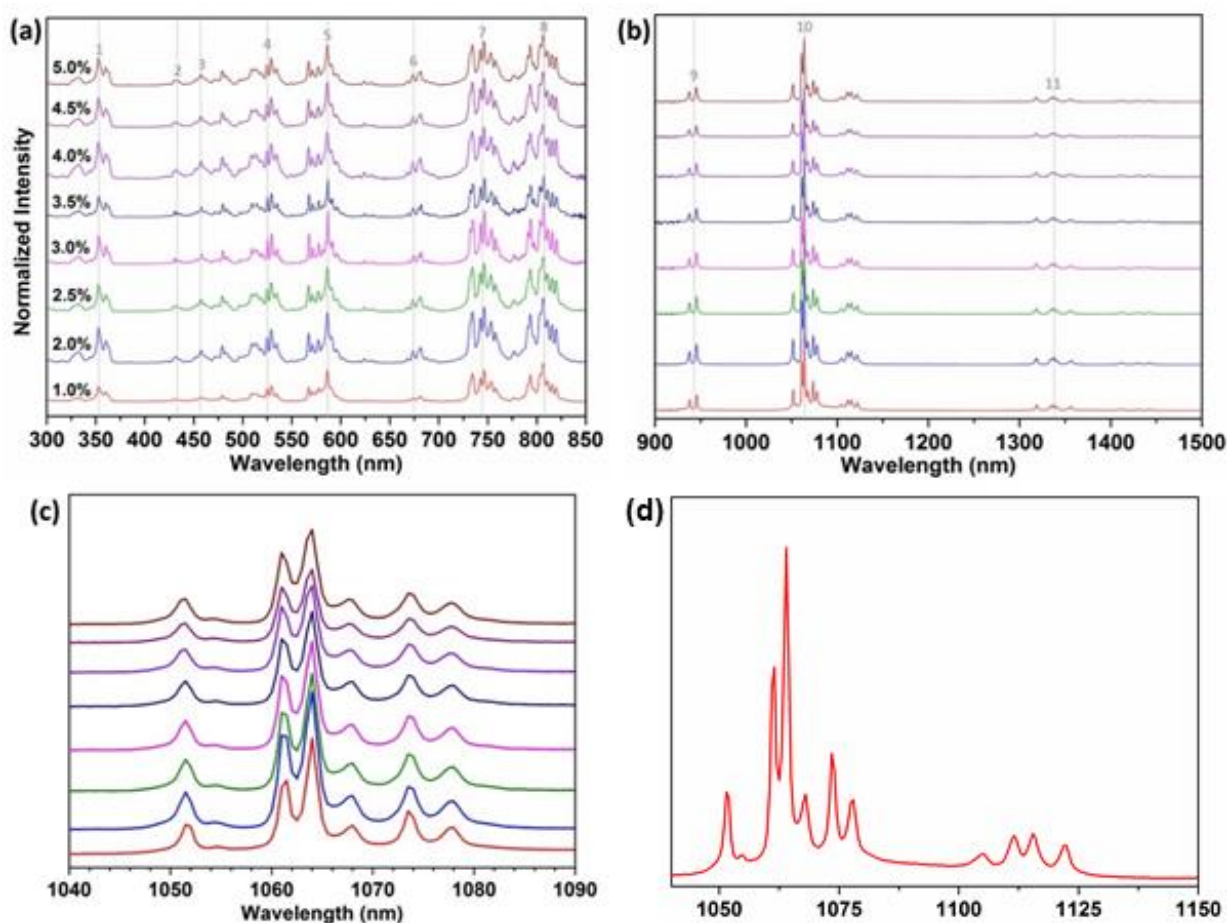 (a)
1
2
3
4
5
6
7
8
5.0%
4.5%
4.0%
3.5%
3.0%
2.5%
2.0%
1.0%
Normalized Intensity
300 350 400 450 500 550 600 650 700 750 800 850
Wavelength (nm)
(b)
9
10
11
900 1000 1100 1200 1300 1400 1500
Wavelength (nm)
(c)
1040 1050 1060 1070 1080 1090
Wavelength (nm)
(d)
1050 1075 1100 1125 1150